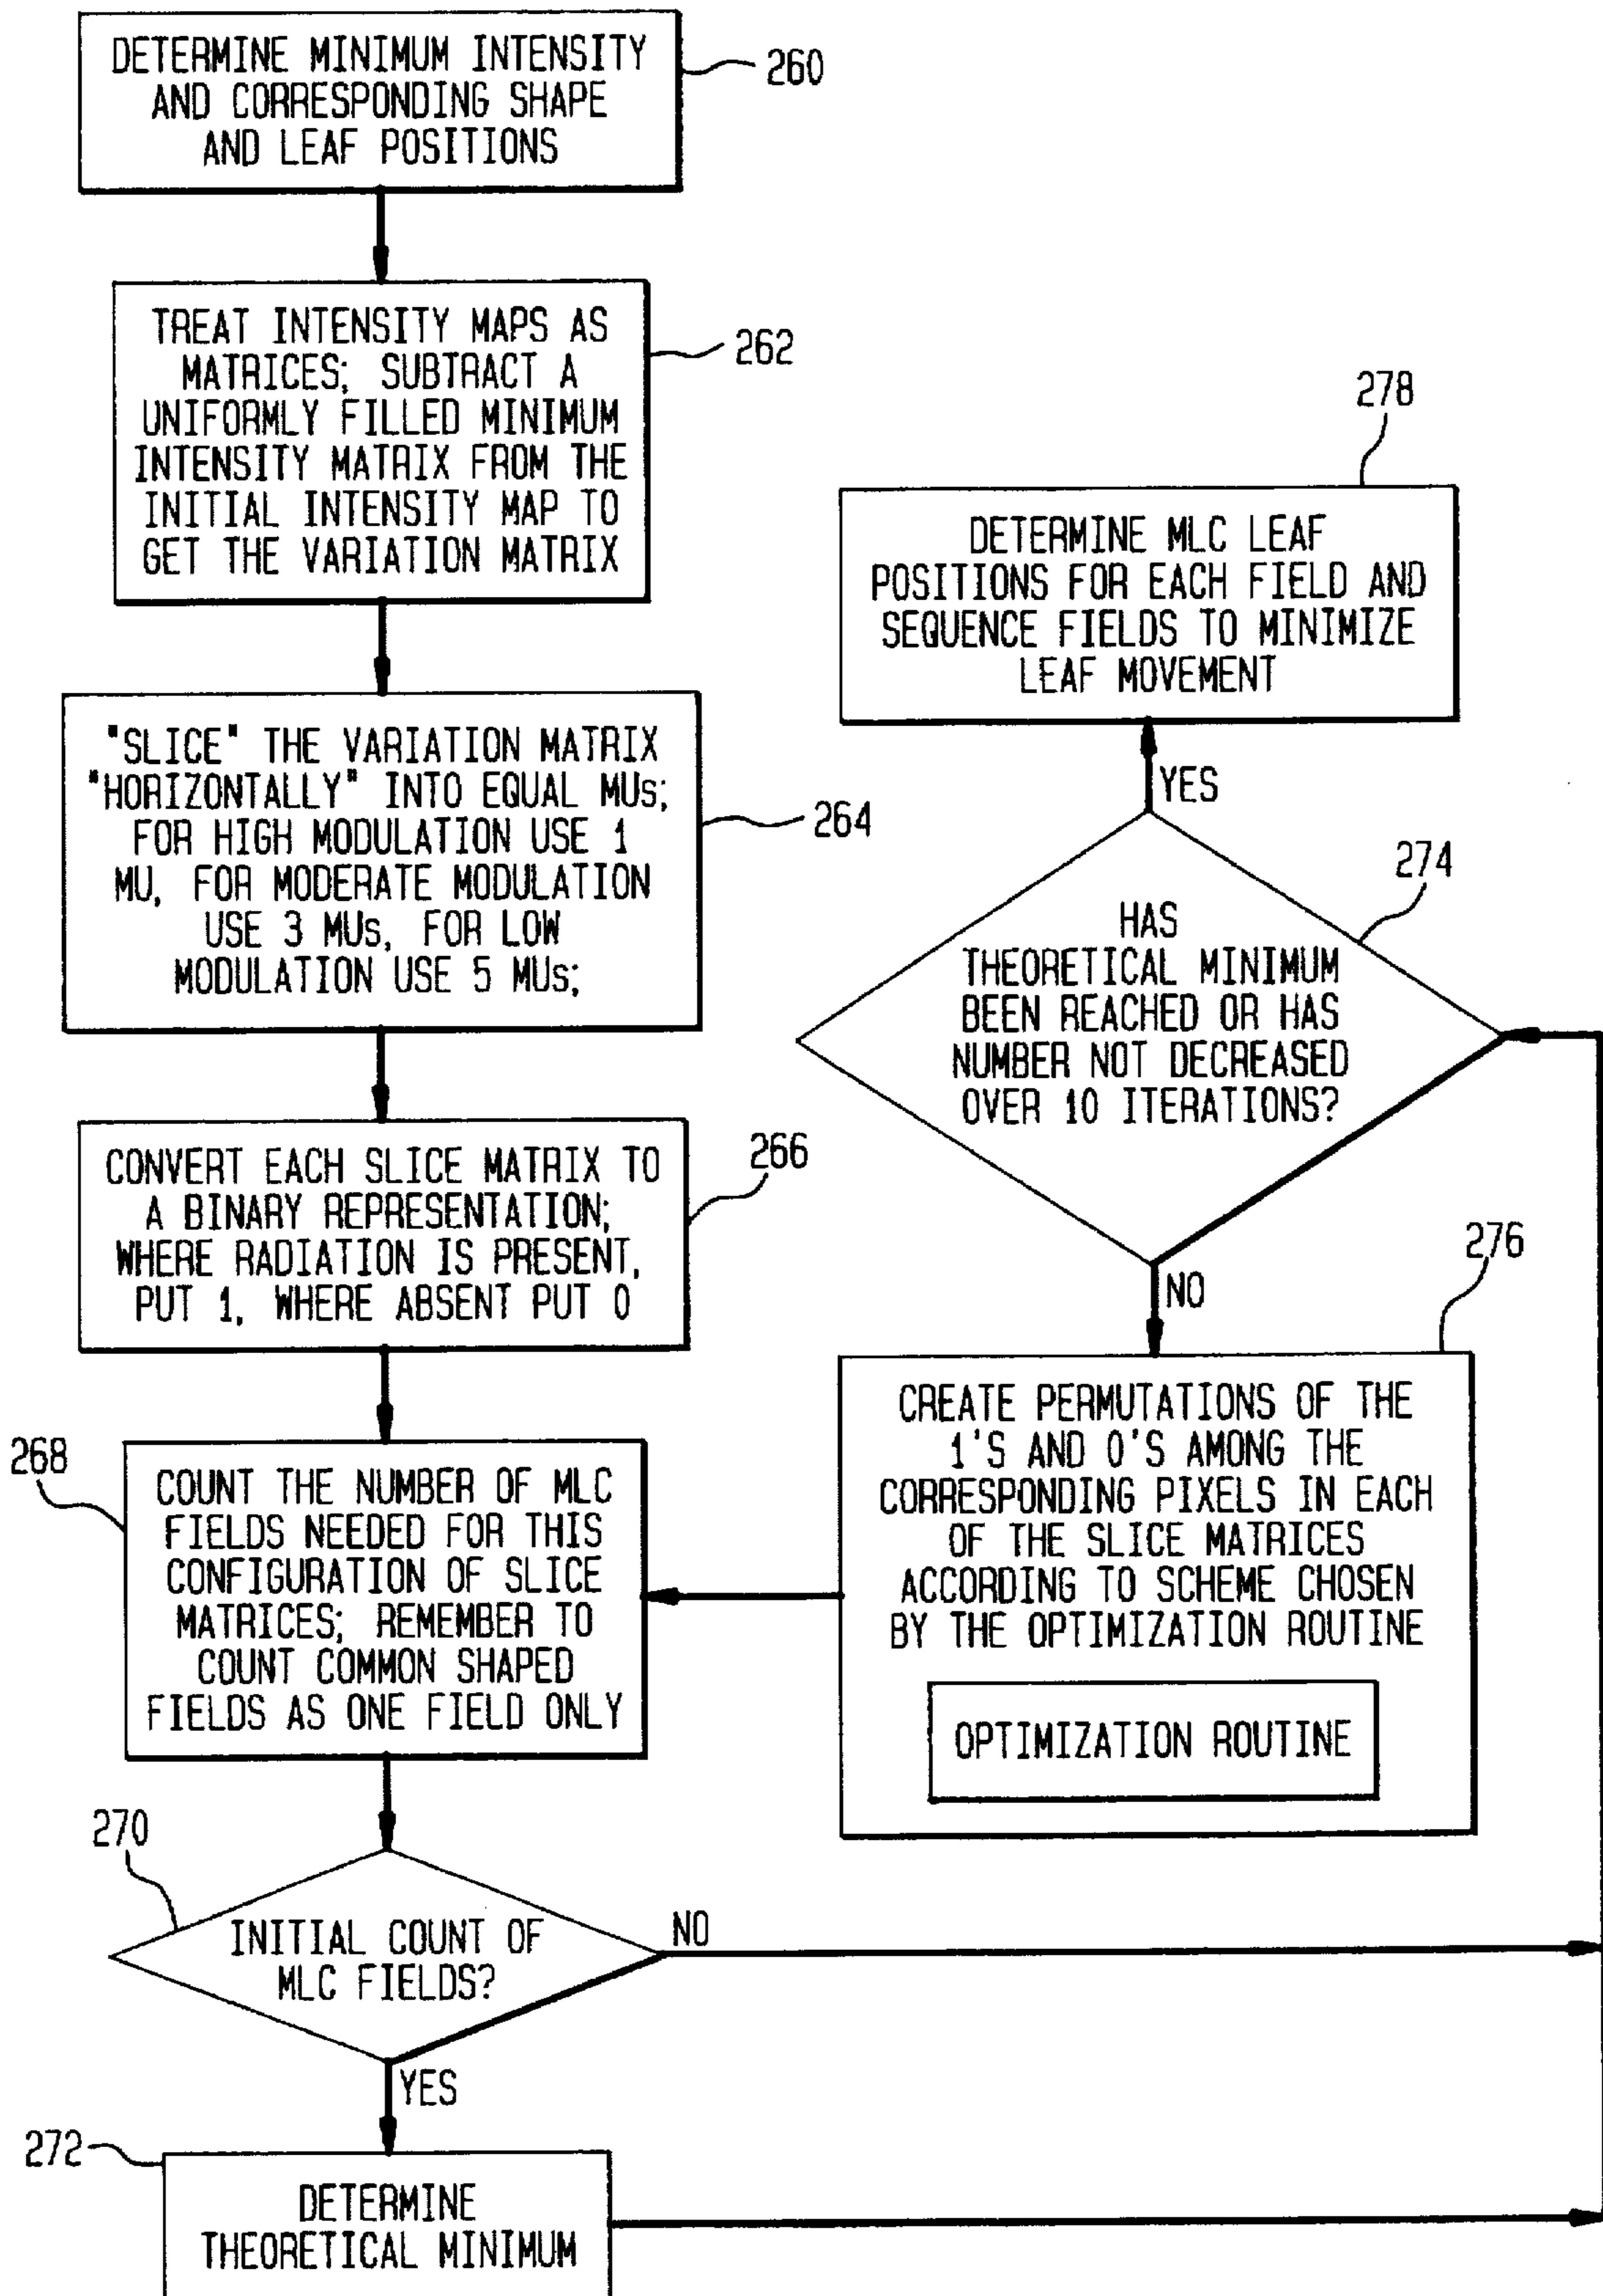 DETERMINE MINIMUM INTENSITY
AND CORRESPONDING SHAPE
AND LEAF POSITIONS
260
TREAT INTENSITY MAPS AS
MATRICES; SUBTRACT A
UNIFORMLY FILLED MINIMUM
INTENSITY MATRIX FROM THE
INITIAL INTENSITY MAP TO
GET THE VARIATION MATRIX
262
"SLICE" THE VARIATION MATRIX
"HORIZONTALLY" INTO EQUAL MUs;
FOR HIGH MODULATION USE 1
MU, FOR MODERATE MODULATION
USE 3 MUs, FOR LOW
MODULATION USE 5 MUs;
264
CONVERT EACH SLICE MATRIX TO
A BINARY REPRESENTATION;
WHERE RADIATION IS PRESENT,
PUT 1, WHERE ABSENT PUT 0
266
268
COUNT THE NUMBER OF MLC
FIELDS NEEDED FOR THIS
CONFIGURATION OF SLICE
MATRICES; REMEMBER TO
COUNT COMMON SHAPED
FIELDS AS ONE FIELD ONLY
270
INITIAL COUNT OF
MLC FIELDS?
NO
YES
272
DETERMINE
THEORETICAL MINIMUM
278
DETERMINE MLC LEAF
POSITIONS FOR EACH FIELD AND
SEQUENCE FIELDS TO MINIMIZE
LEAF MOVEMENT
YES
274
HAS
THEORETICAL MINIMUM
BEEN REACHED OR HAS
NUMBER NOT DECREASED
OVER 10 ITERATIONS?
NO
276
CREATE PERMUTATIONS OF THE
1'S AND 0'S AMONG THE
CORRESPONDING PIXELS IN EACH
OF THE SLICE MATRICES
ACCORDING TO SCHEME CHOSEN
BY THE OPTIMIZATION ROUTINE
OPTIMIZATION ROUTINE